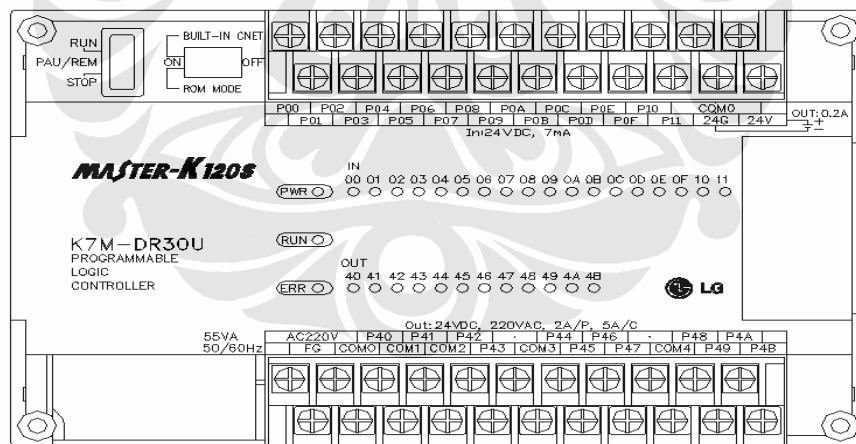 RUN
PAU/REM
STOP
BUILT-IN CNET
ON
OFF
ROM MODE
P00 P02 P04 P06 P08 P0A P0C P0E P10 COM0
P01 P03 P05 P07 P09 P0B P0D P0F P11 24G 24V
OUT:0.2A
In:24VDC, 7mA
MASTER-K120S
IN
00 01 02 03 04 05 06 07 08 09 0A 0B 0C 0D 0E 0F 10 11
PWR
K7M-DR30U
PROGRAMMABLE
LOGIC
CONTROLLER
RUN
OUT
40 41 42 43 44 45 46 47 48 49 4A 4B
ERR
LG
Out: 24VDC, 220VAC, 2A/P, 5A/C
55VA
50/60Hz
AC220V P40 P41 P42 . P44 P46 . P48 P4A
FG COM0 COM1 COM2 P43 COM3 P45 P47 COM4 P49 P4B